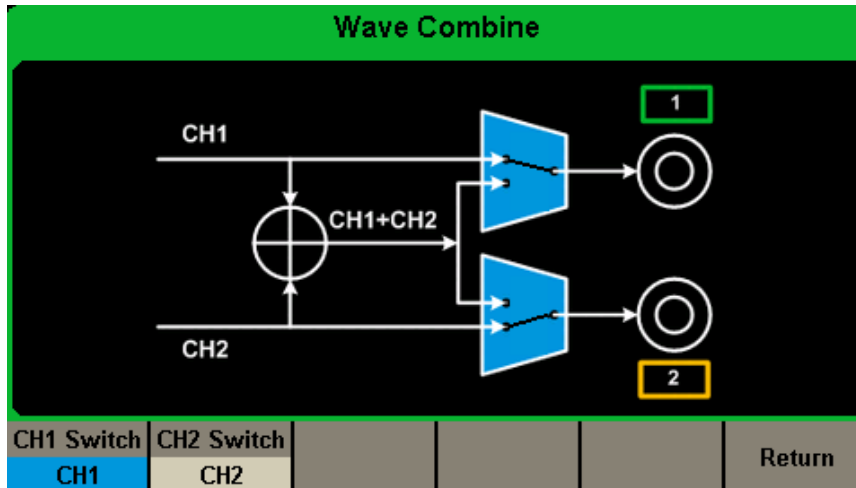 Wave Combine
1
CH1
CH1+CH2
CH2
2
CH1 Switch CH2 Switch
CH1 CH2
Return